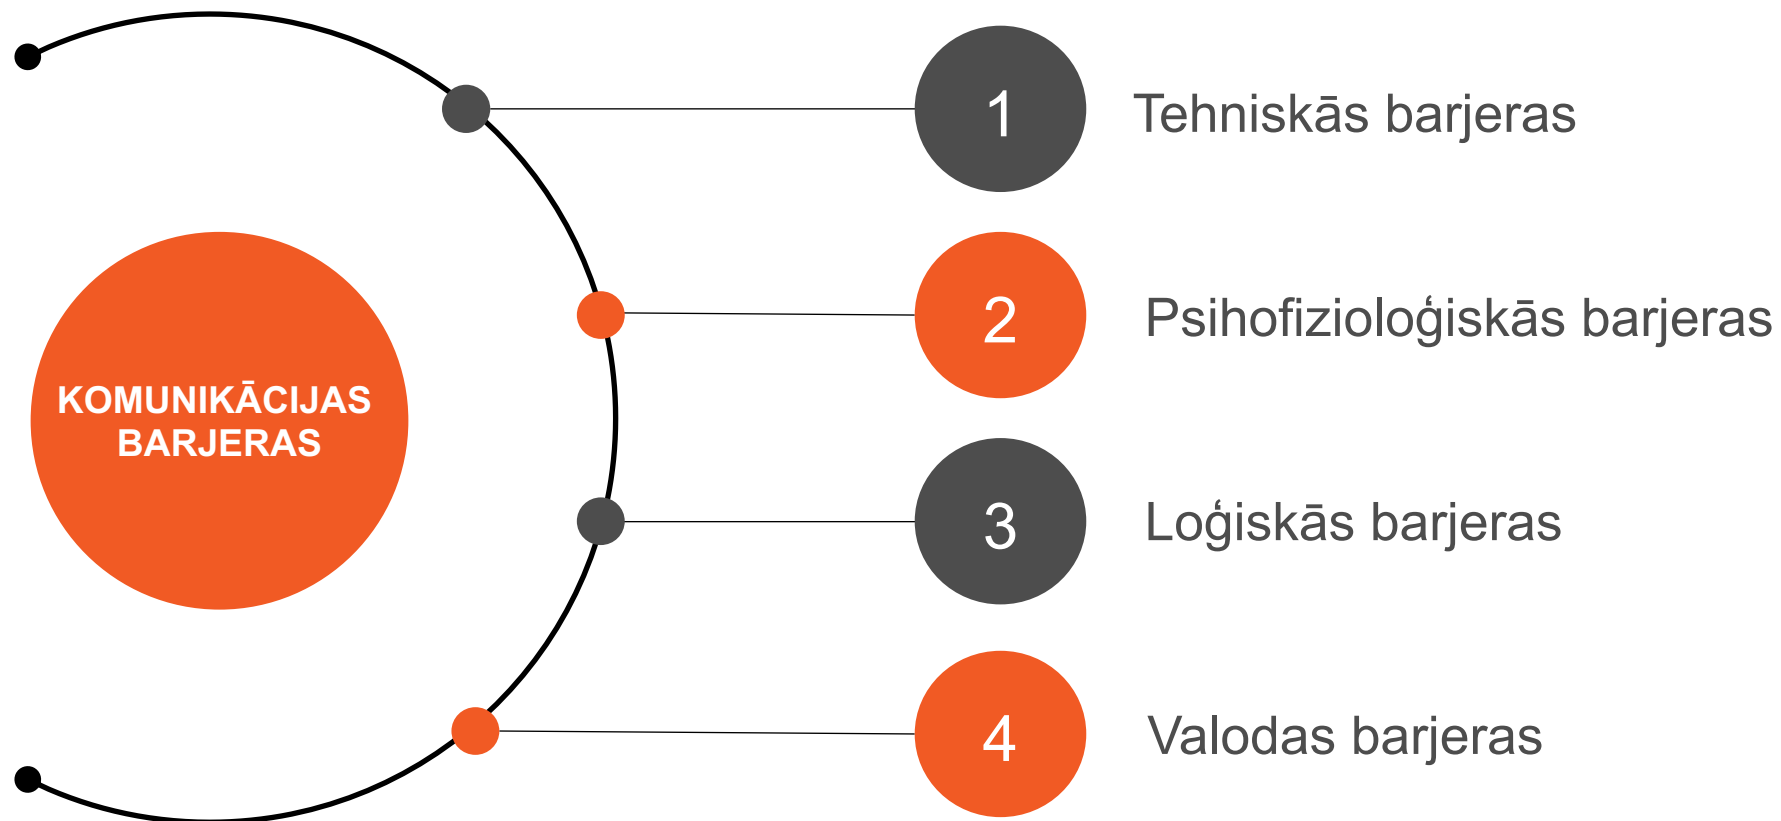 KOMUNIKĀCIJAS
BARJERAS
1 Tehniskās barjeras
2 Psihofizioloģiskās barjeras
3 Loģiskās barjeras
4 Valodas barjeras